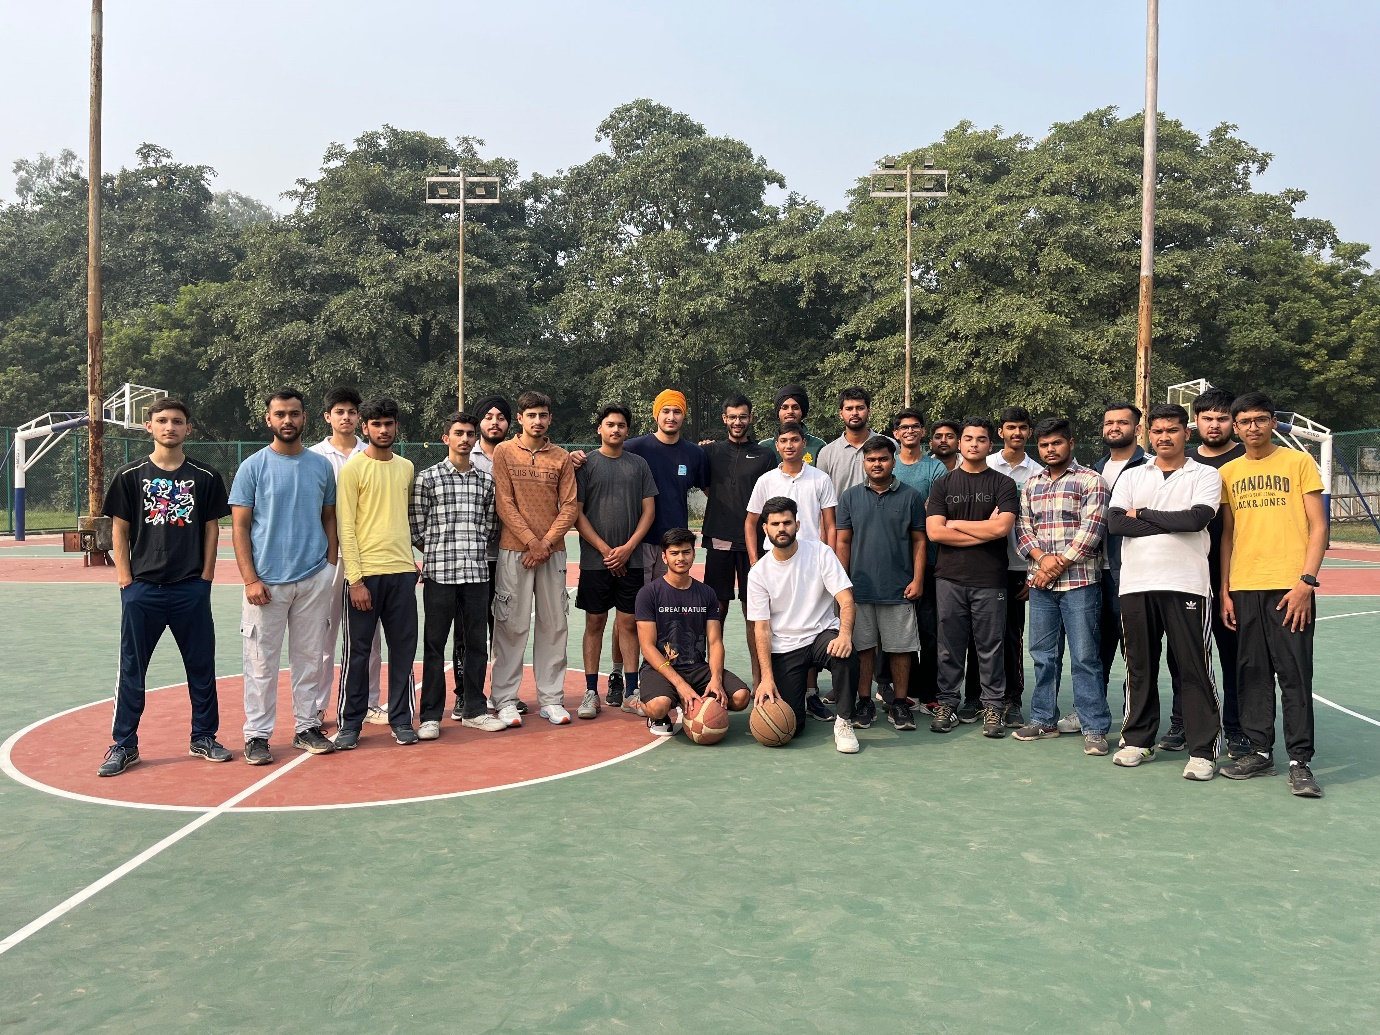 LOUIS VUITTON
GREAT NATURE
Calvin Klein
STANDARD
JACK & JONES